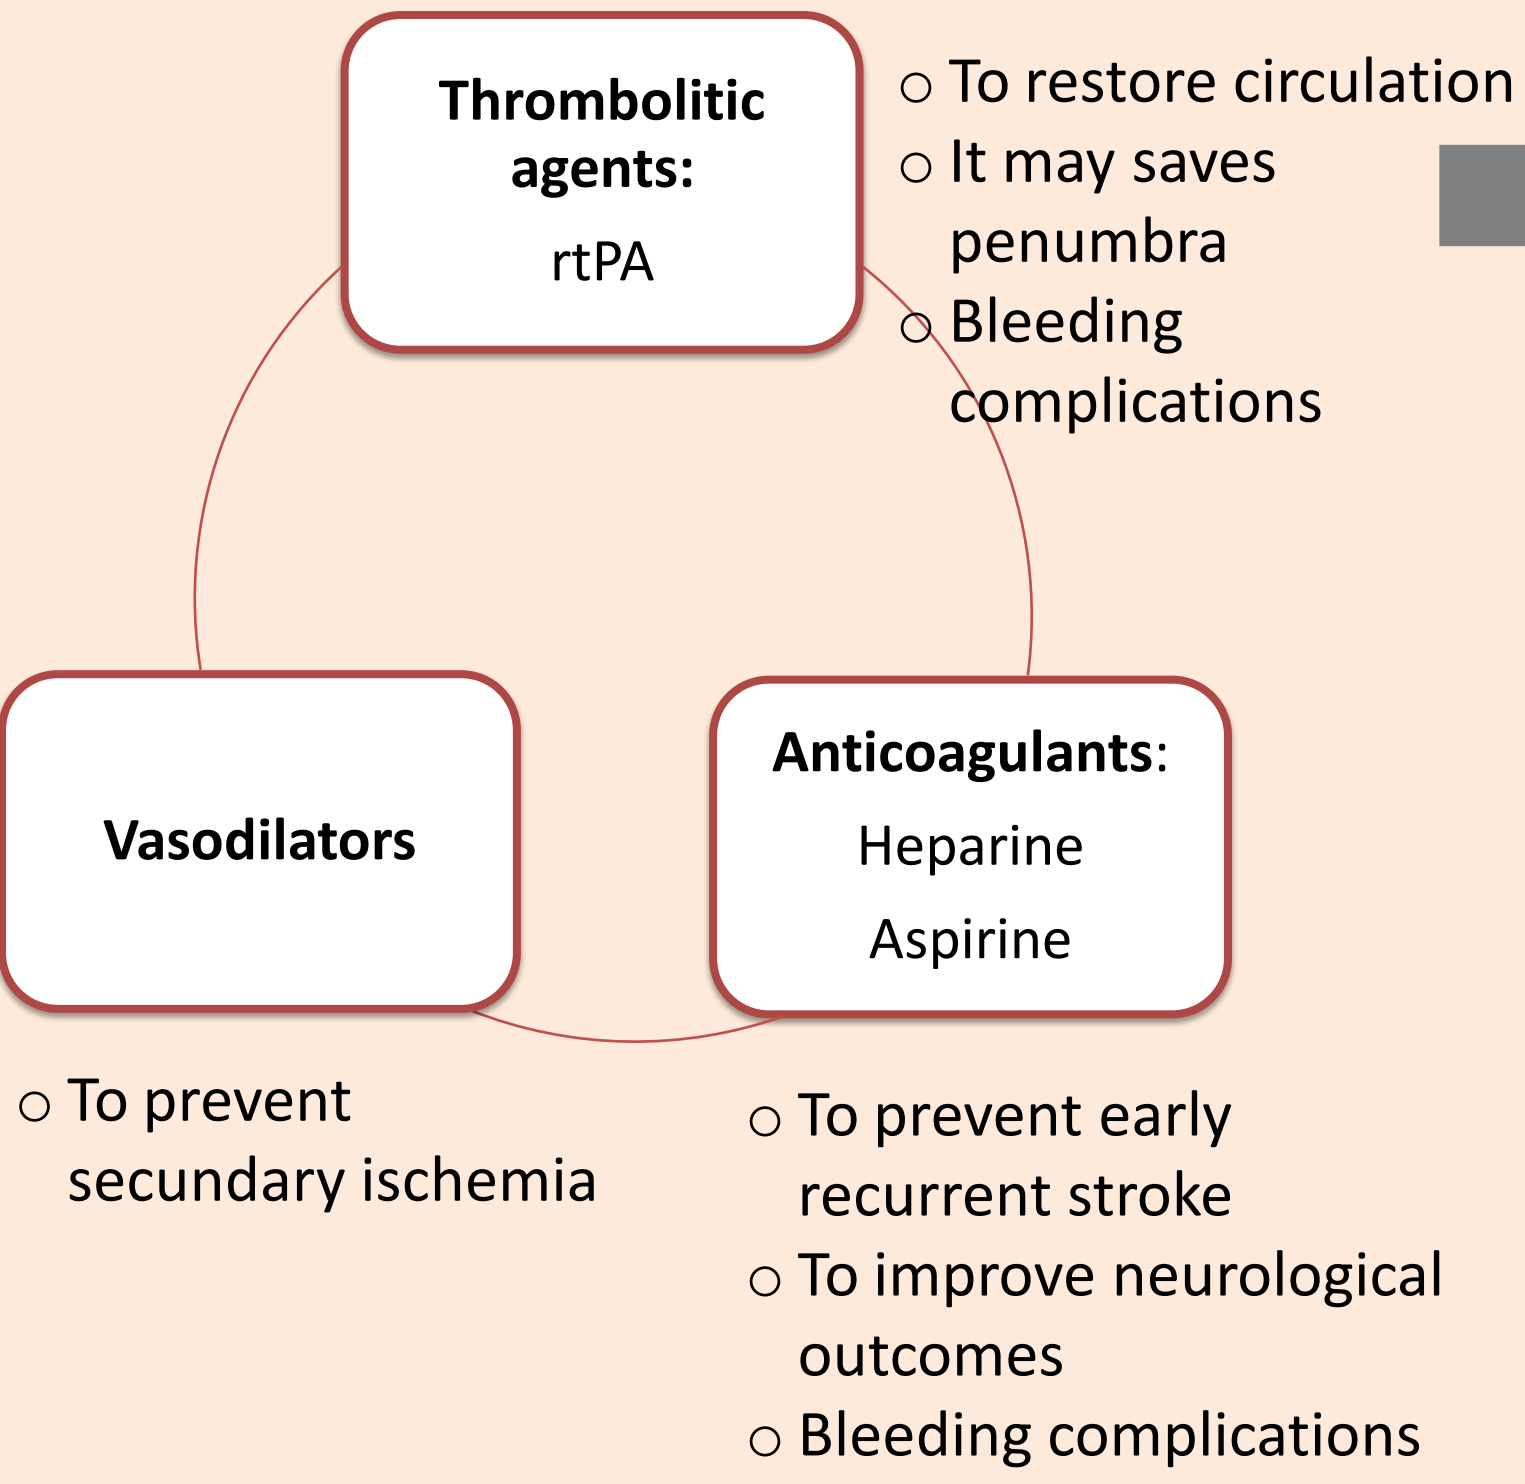 Thrombolitic
agents:
rtPA
○ To restore circulation
○ It may saves
penumbra
○ Bleeding
complications
Vasodilators
○ To prevent
secundary ischemia
Anticoagulants:
Heparine
Aspirine
○ To prevent early
recurrent stroke
○ To improve neurological
outcomes
○ Bleeding complications